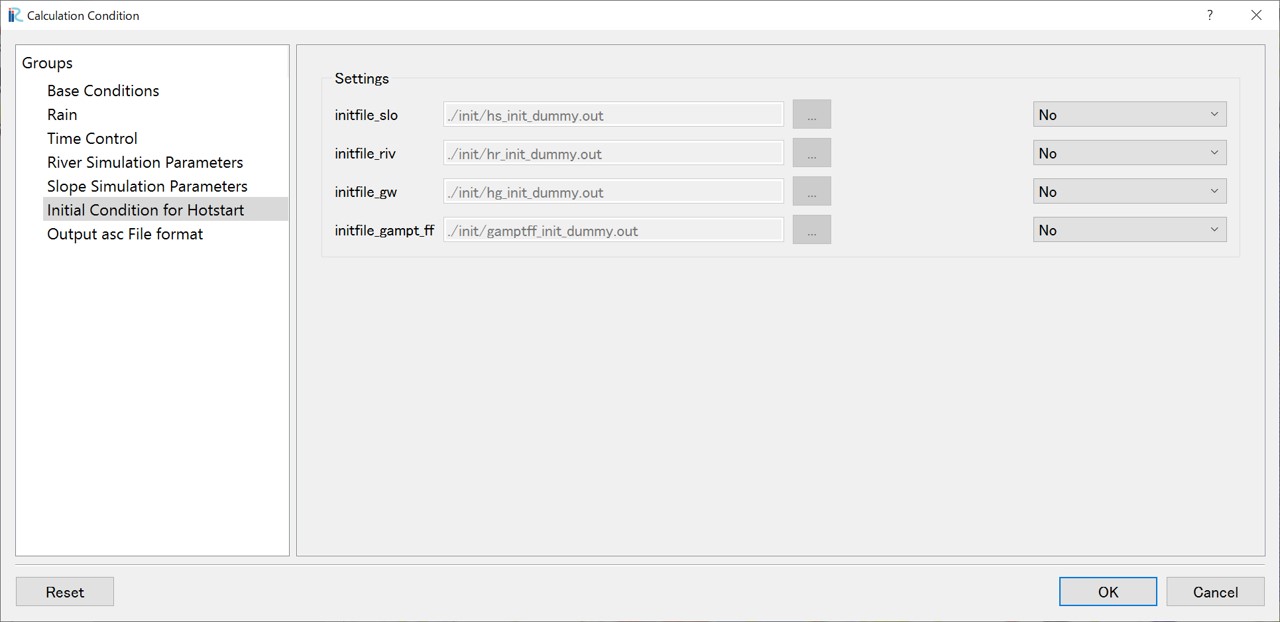 Calculation Condition
?
Groups
Base Conditions
Rain
Time Control
River Simulation Parameters
Slope Simulation Parameters
Initial Condition for Hotstart
Output asc File format
Settings
initfile_slo ./init/hs_init_dummy.out ... No
initfile_riv ./init/hr_init_dummy.out ... No
initfile_gw ./init/hg_init_dummy.out ... No
initfile_gampt_ff ./init/gamptff_init_dummy.out ... No
Reset OK Cancel